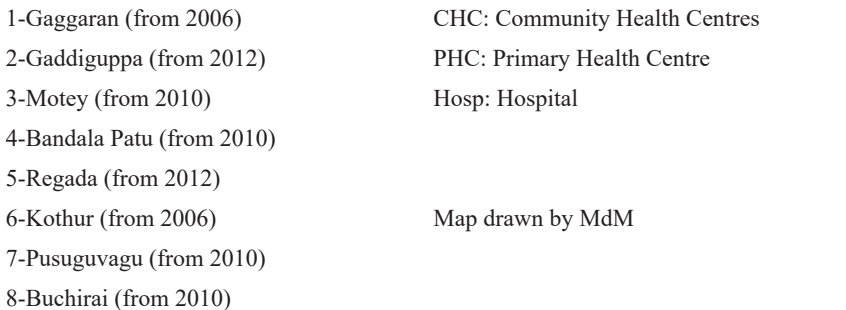 1-Gaggaran (from 2006)
2-Gaddiguppa (from 2012)
3-Motey (from 2010)
4-Bandala Patu (from 2010)
5-Regada (from 2012)
6-Kothur (from 2006)
7-Pusuguvagu (from 2010)
8-Buchirai (from 2010)
CHC: Community Health Centres
PHC: Primary Health Centre
Hosp: Hospital
Map drawn by MdM